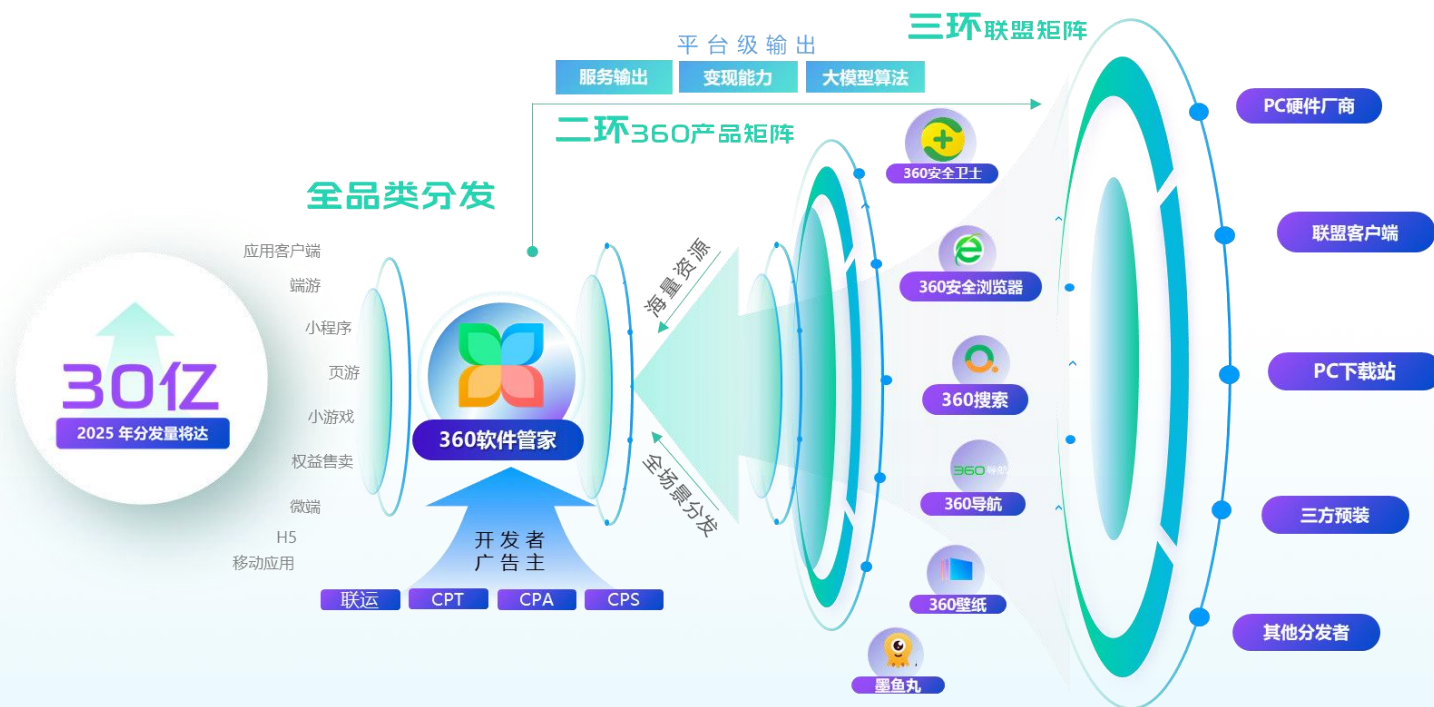 三环联盟矩阵
平台级输出
服务输出
变现能力
大模型算法
二环360产品矩阵
全品类分发
30亿
2025 年分发量将达
应用客户端
端游
小程序
页游
小游戏
权益售卖
微端
H5
移动应用
360软件管家
开发者
广告主
联运
CPT
CPA
CPS
海量资源
全场景分发
360安全卫士
360安全浏览器
360搜索
360导航
360导航
360壁纸
墨鱼丸
PC硬件厂商
联盟客户端
PC下载站
三方预装
其他分发者